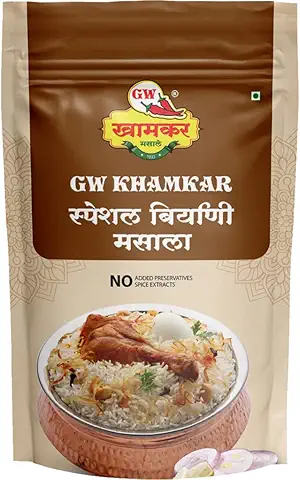 GW
®
खामकर
मसाले
GW KHAMKAR
स्पेशल बिर्याणी
मसाला
NO ADDED PRESERVATIVES
SPICE EXTRACTS